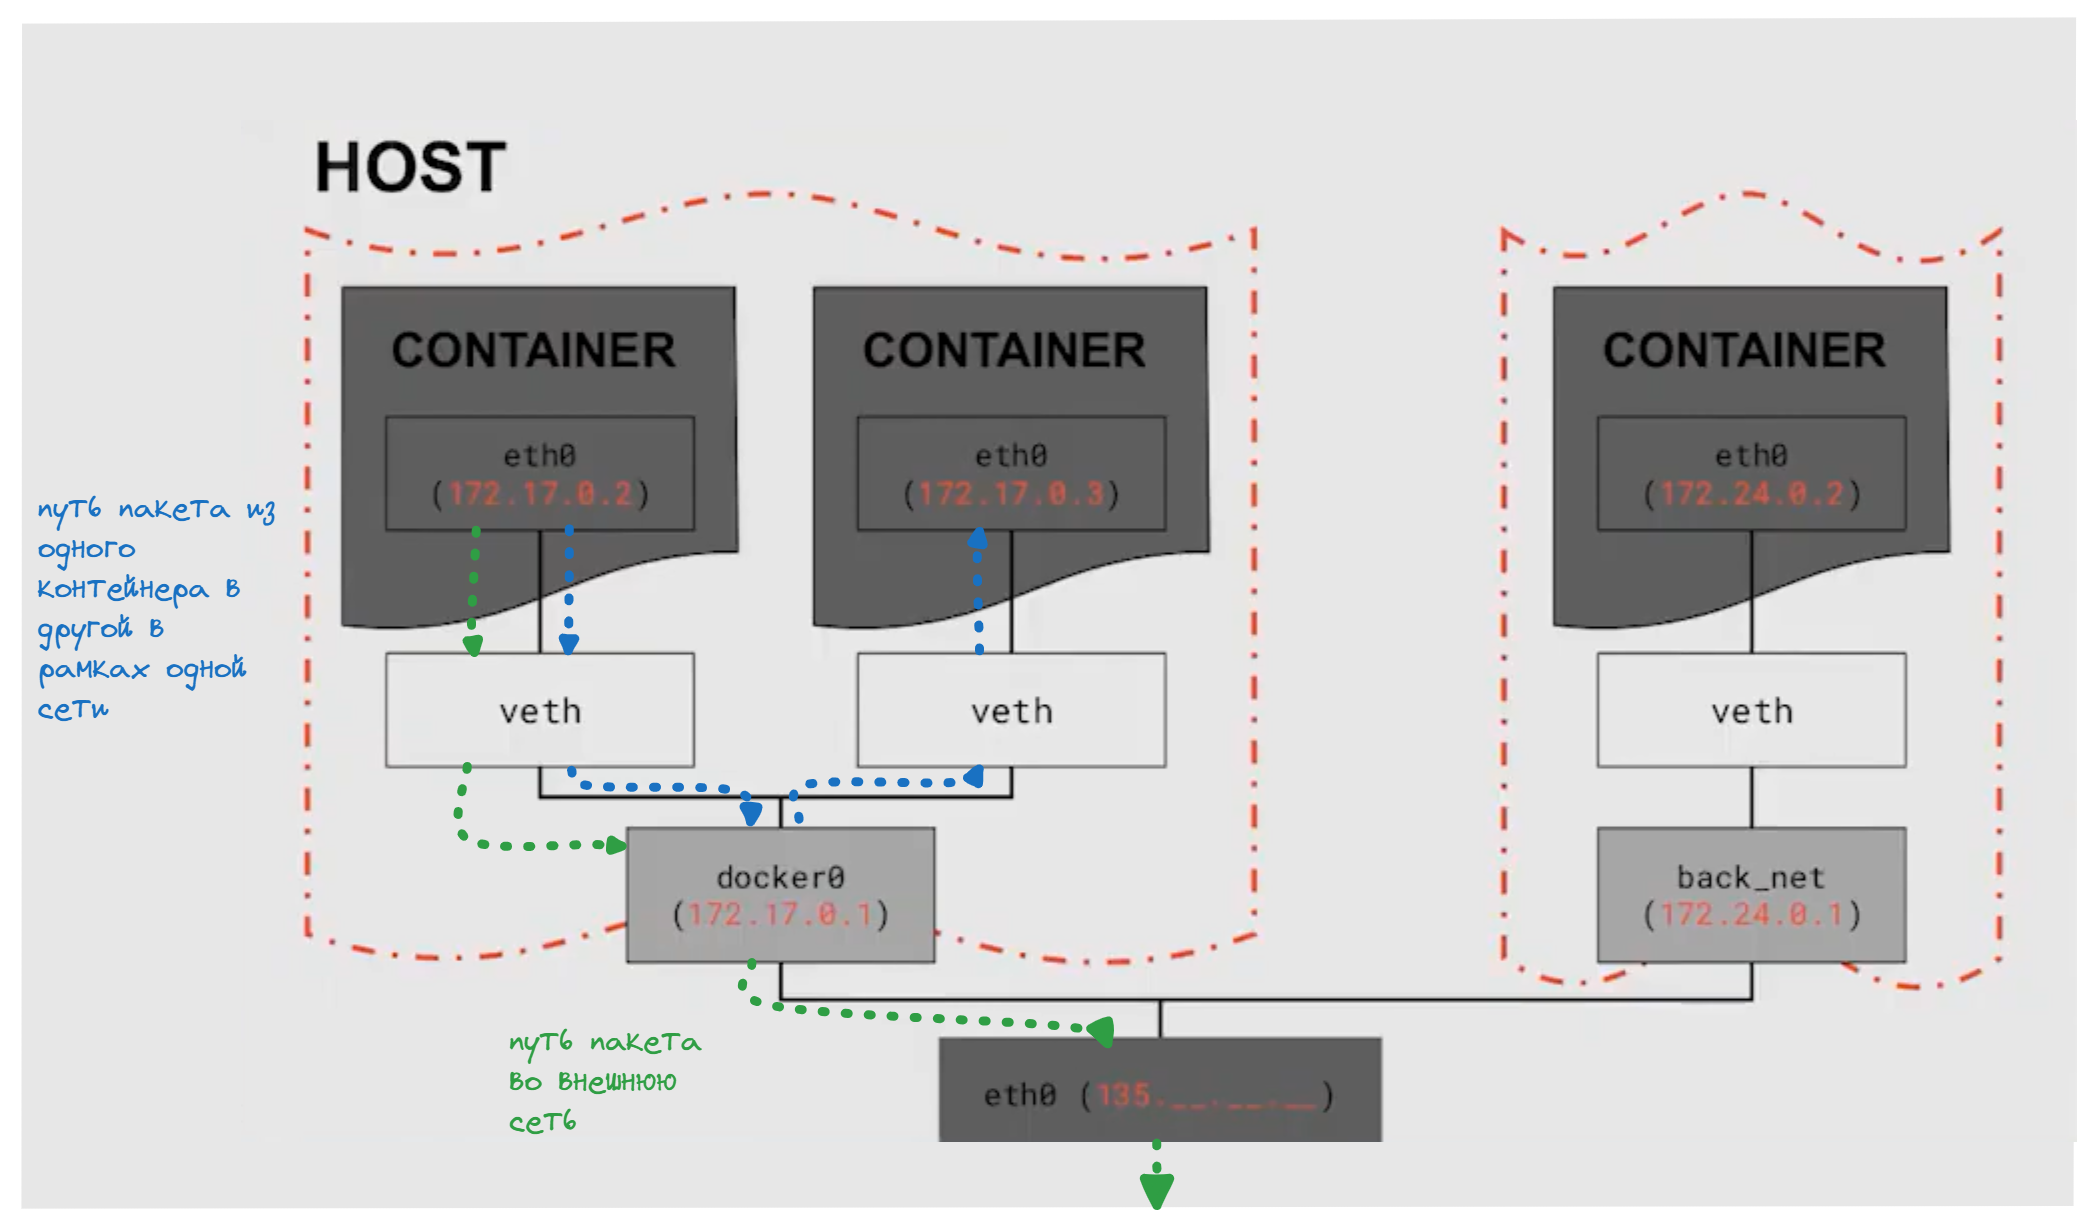 HOST
CONTAINER
CONTAINER
CONTAINER
eth0
(172.17.0.2)
eth0
(172.17.0.3)
eth0
(172.24.0.2)
путь пакета из
одного
контейнера в
другой в
рамках одной
сети
veth
veth
veth
docker0
(172.17.0.1)
back_net
(172.24.0.1)
путь пакета
во внешнюю
сеть
eth0 (135.__.__.__)